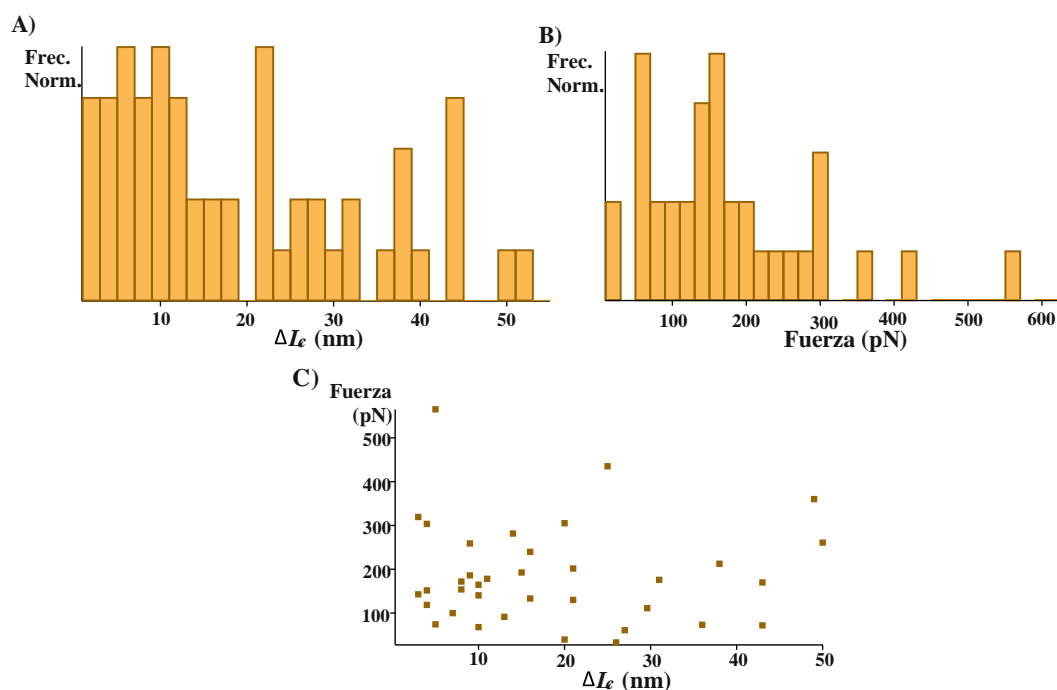 A)
Frec.
Norm.
10 20 30 40 50
ΔLc (nm)
B)
Frec.
Norm.
100 200 300 400 500 600
Fuerza (pN)
C)
Fuerza
(pN)
500
400
300
200
100
10 20 30 40 50
ΔLc (nm)